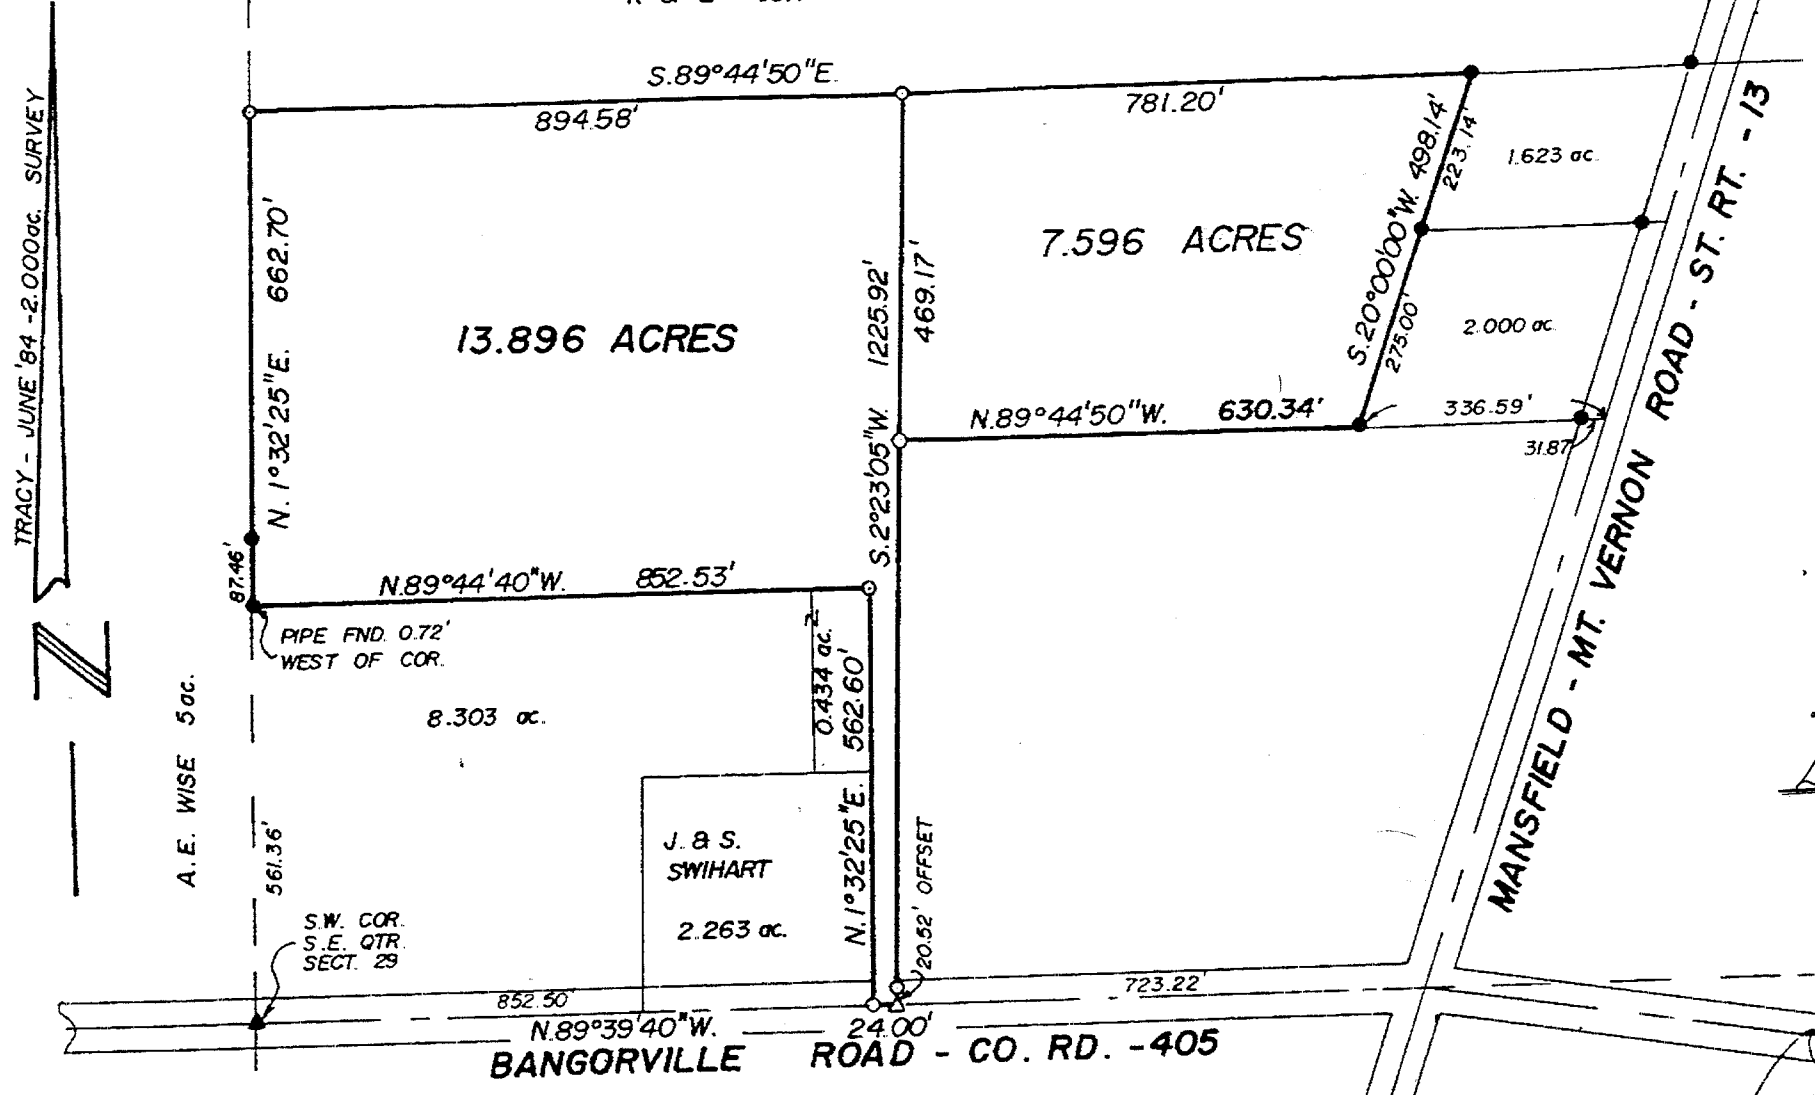 S.89°44'50"E.
894.58'
781.20'
TRACY - JUNE '84 -2.000ac. SURVEY
N. 1°32'25"E. 662.70'
13.896 ACRES
S.2°23'05"W. 1225.92'
469.17'
7.596 ACRES
S.20°00'00"W. 498.14'
223.14'
275.00'
1.623 ac.
2.000 ac.
N.89°44'50"W. 630.34'
336.59'
31.87'
MANSFIELD - MT. VERNON ROAD - ST. RT. - 13
87.46'
N.89°44'40"W. 852.53'
PIPE FND. 0.72'
WEST OF COR.
8.303 ac.
0.434 ac.
N. 1°32'25"E. 562.60'
A.E. WISE 5 ac.
561.36'
J. & S.
SWIHART
2.263 ac.
20.52' OFFSET
S.W. COR.
S.E. QTR.
SECT. 29
852.50'
723.22'
N.89°39'40"W.
24.00'
BANGORVILLE ROAD - CO. RD. -405
N